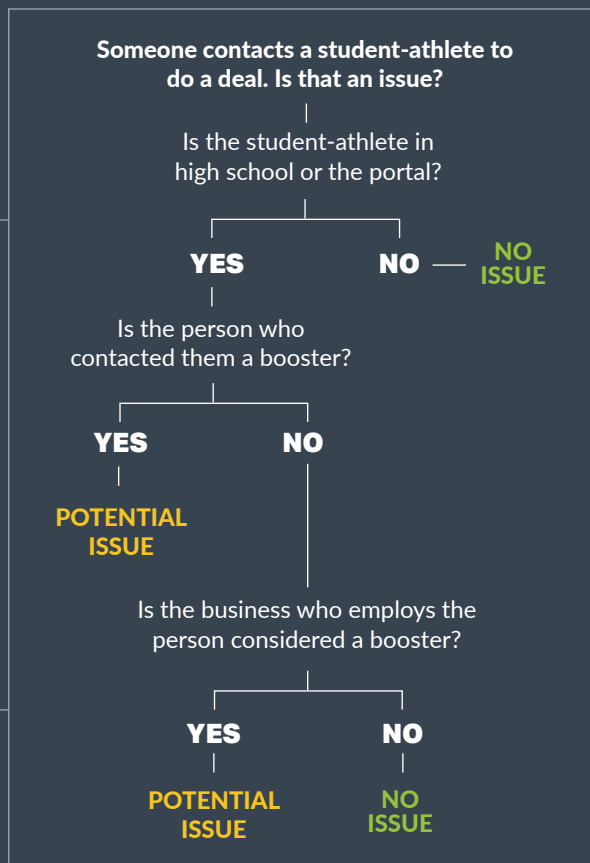 Someone contacts a student-athlete to
do a deal. Is that an issue?
Is the student-athlete in
high school or the portal?
YES
NO
NO
ISSUE
Is the person who
contacted them a booster?
YES
NO
POTENTIAL
ISSUE
Is the business who employs the
person considered a booster?
YES
NO
POTENTIAL
ISSUE
NO
ISSUE